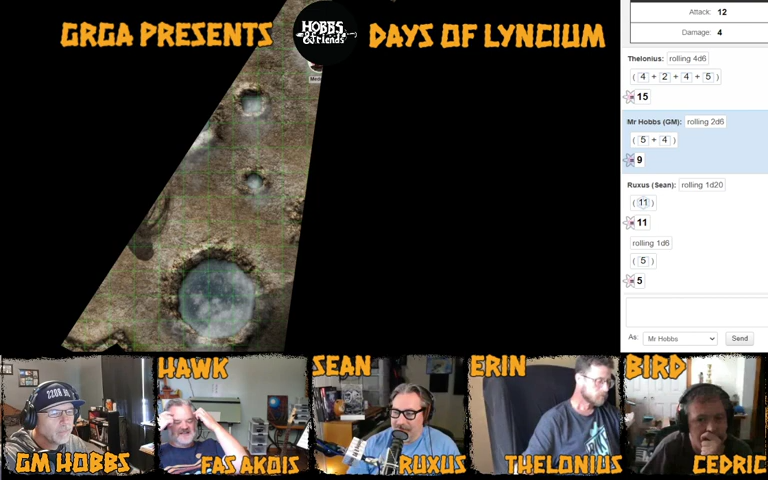 GRGA PRESENTS
HOBBS
& Friends
DAYS OF LYNCIUM
Attack: 12
Damage: 4
Thelonius: rolling 4d6
( 4 + 2 + 4 + 5 )
15
Mr Hobbs (GM): rolling 2d6
( 5 + 4 )
9
Ruxus (Sean): rolling 1d20
( 11 )
11
rolling 1d6
( 5 )
5
As: Mr Hobbs Send
HAWK
SEAN
ERIN
BIRD
GM HOBBS
FAS AKOIS
RUXUS
THELONIUS
CEDRIC